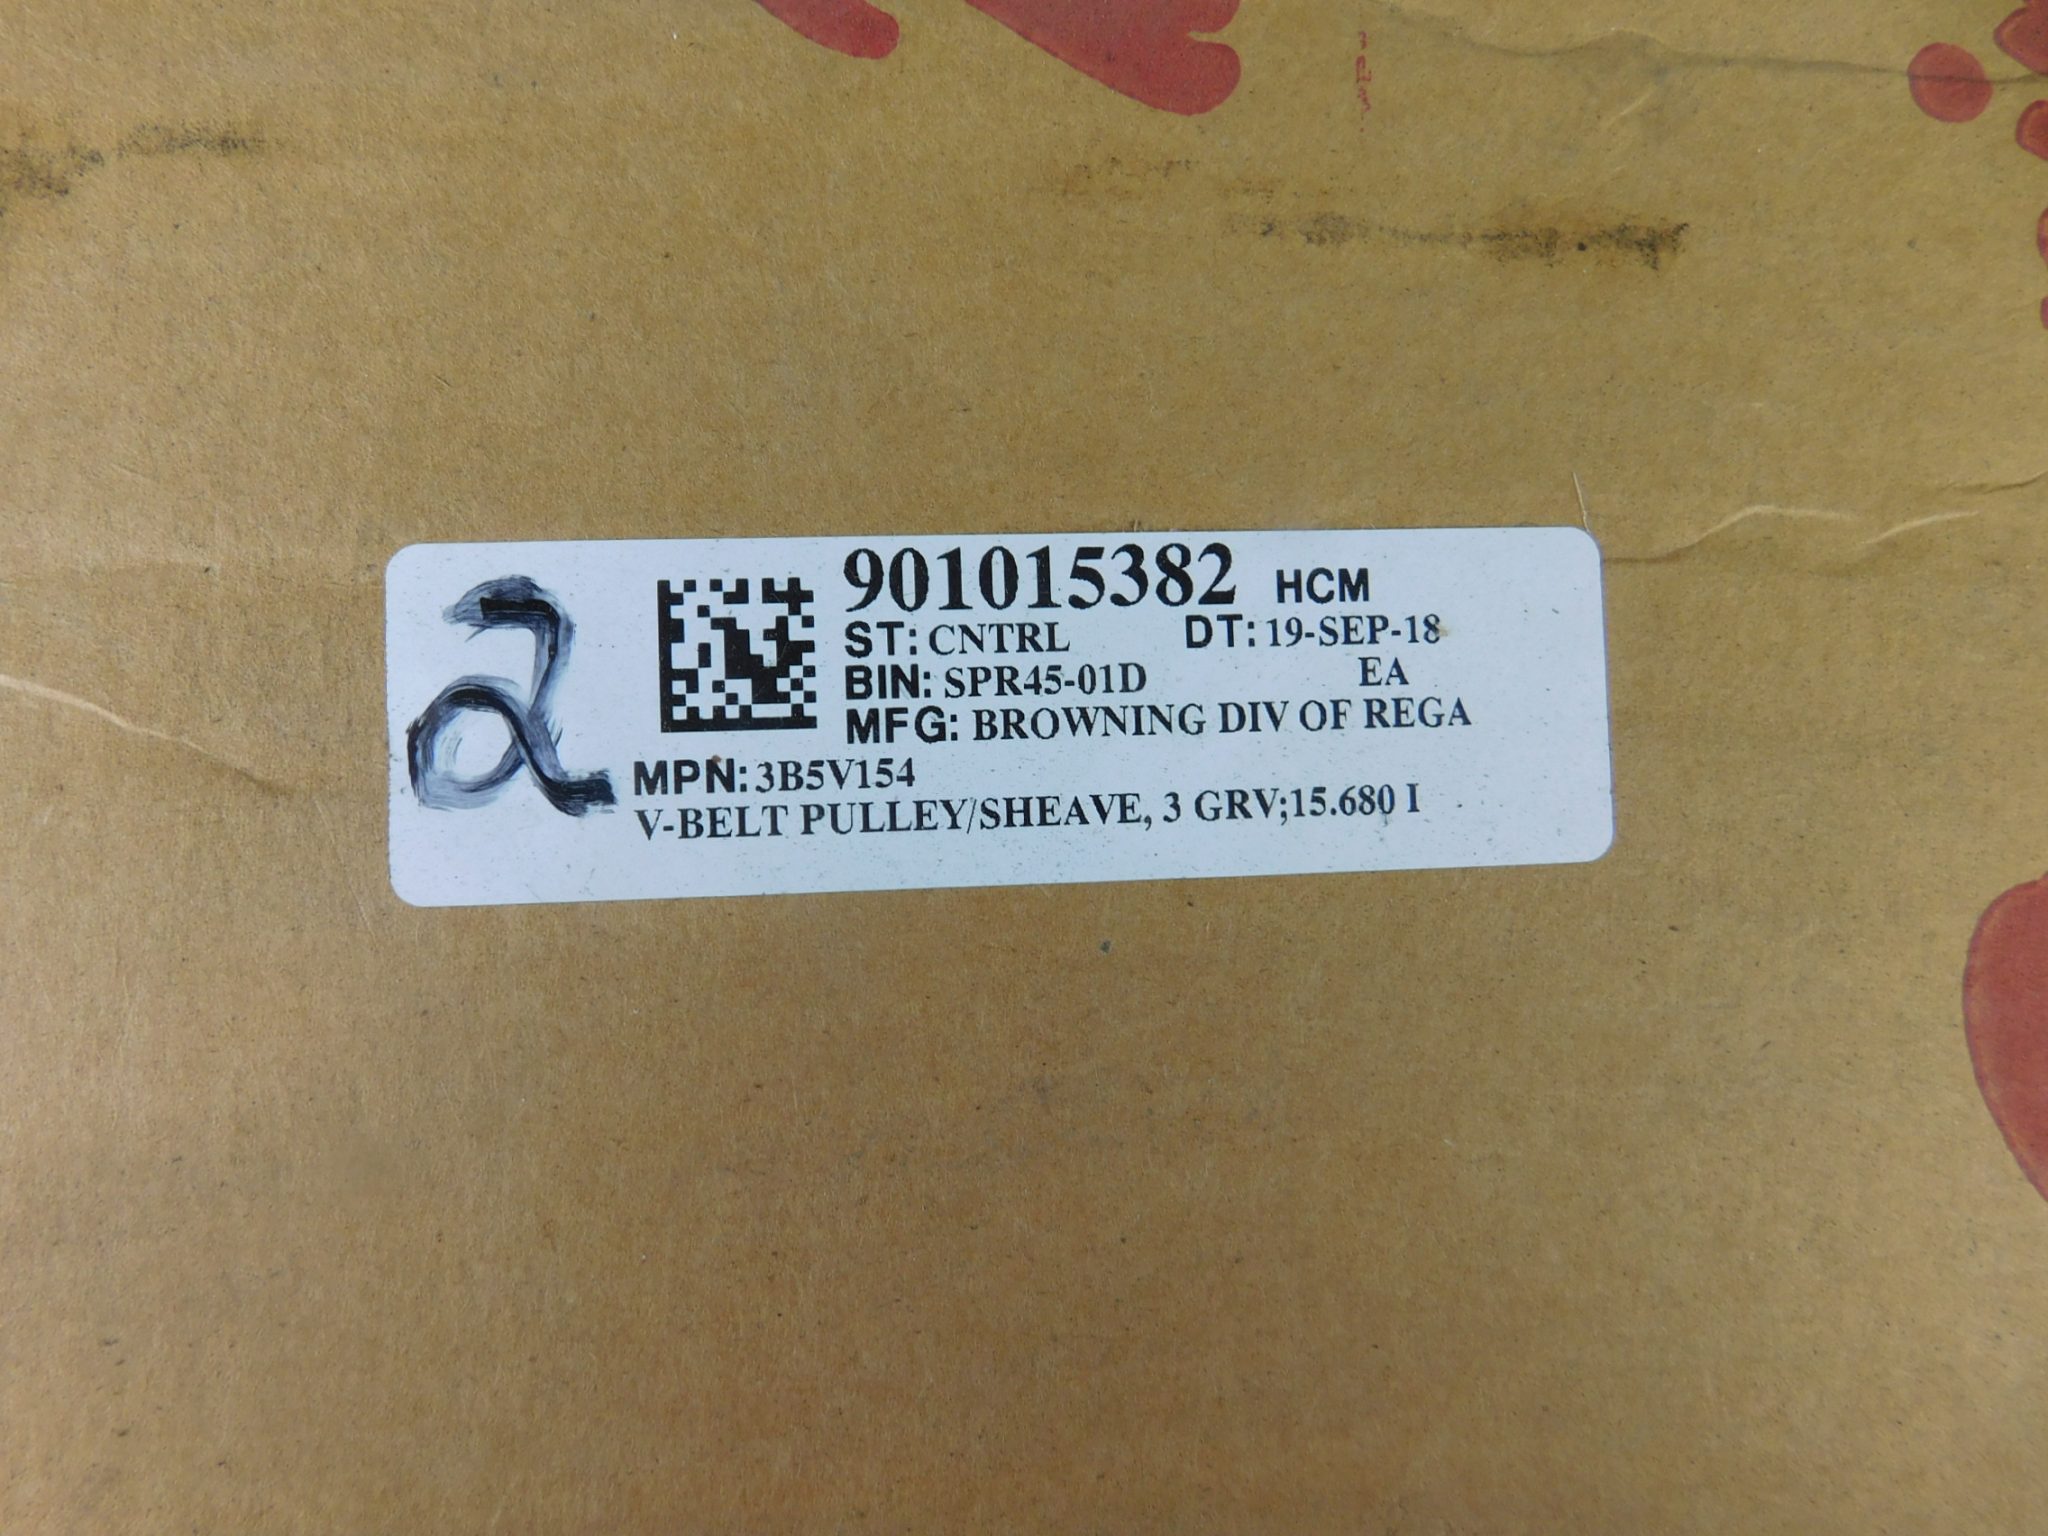 2
901015382 HCM
ST: CNTRL DT: 19-SEP-18
BIN: SPR45-01D EA
MFG: BROWNING DIV OF REGA
MPN: 3B5V154
V-BELT PULLEY/SHEAVE, 3 GRV;15.680 I